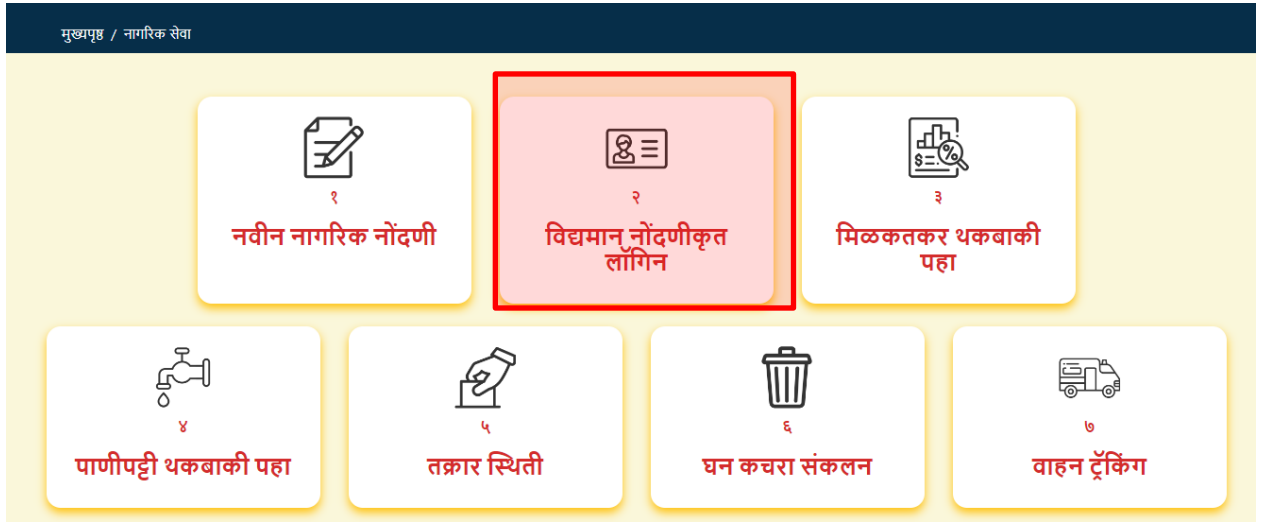 मुख्यपृष्ठ / नागरिक सेवा
१
नवीन नागरिक नोंदणी
२
विद्यमान नोंदणीकृत
लॉगिन
३
मिळकतकर थकबाकी
पहा
४
पाणीपट्टी थकबाकी पहा
५
तक्रार स्थिती
६
घन कचरा संकलन
७
वाहन ट्रॅकिंग